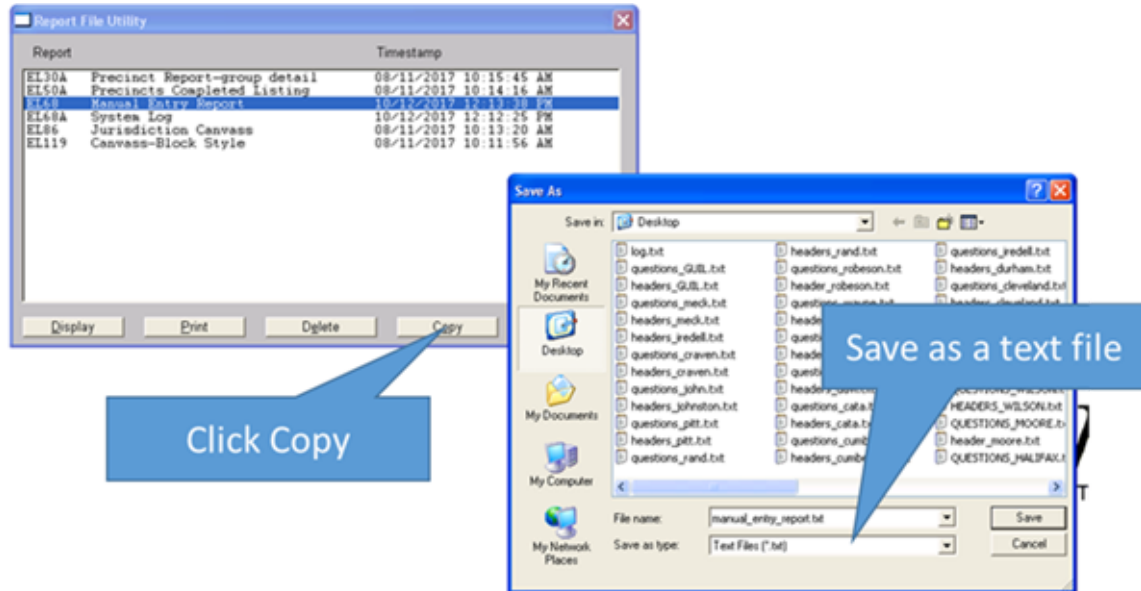 Report File Utility
Report Timestamp
EL30A Precinct Report-group detail 08/11/2017 10:15:45 AM
EL50A Precincts Completed Listing 08/11/2017 10:14:16 AM
EL68 Manual Entry Report 10/12/2017 12:13:38 PM
EL68A System Log 10/12/2017 12:12:25 PM
EL86 Jurisdiction Canvass 08/11/2017 10:13:20 AM
EL119 Canvass-Block Style 08/11/2017 10:11:56 AM
Display Print Delete Copy
Click Copy
Save As
Save in: Desktop
My Recent Documents
Desktop
My Documents
My Computer
My Network Places
log.txt
questions_GUIL.txt
headers_GUIL.txt
questions_meck.txt
headers_meck.txt
headers_iredell.txt
questions_craven.txt
headers_craven.txt
questions_john.txt
headers_johnston.txt
questions_pitt.txt
headers_pitt.txt
questions_rand.txt
headers_rand.txt
questions_robeson.txt
header_robeson.txt
questions_cata.t
headers_cata.t
questions_cumb
headers_cumbe
questions_iredell.txt
headers_durham.txt
questions_cleveland.txt
HEADERS_WILSON.txt
QUESTIONS_MOORE.t
header_moore.txt
QUESTIONS_HALIFAX.t
Save as a text file
File name: manual_entry_report.txt Save
Save as type: Text Files (*.txt) Cancel
T